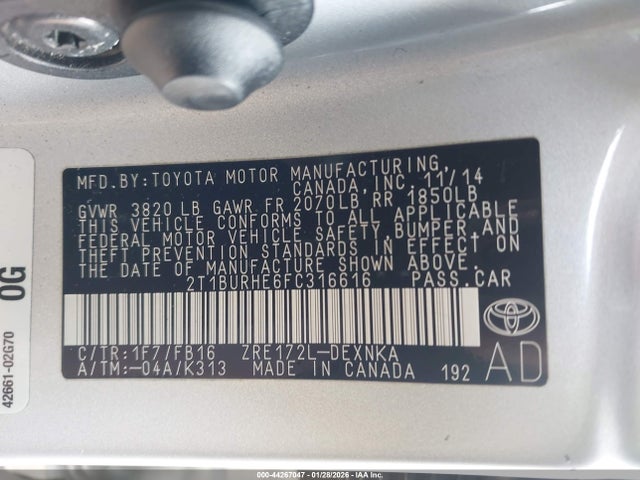 MFD.BY:TOYOTA MOTOR MANUFACTURING
CANADA, INC. 11/14
GVWR 3820 LB GAWR FR 2070LB RR 1850LB
THIS VEHICLE CONFORMS TO ALL APPLICABLE
FEDERAL MOTOR VEHICLE SAFETY, BUMPER, AND
THEFT PREVENTION STANDARDS IN EFFECT ON
THE DATE OF MANUFACTURE SHOWN ABOVE.
2T1BURHE6FC316616 PASS.CAR
C/TR:1F7/FB16 ZRE172L-DEXNKA
A/TM:-04A/K313 MADE IN CANADA 192
AD
0G
42661-02G70
000-44267047 - 01/28/2026 - IAA Inc.